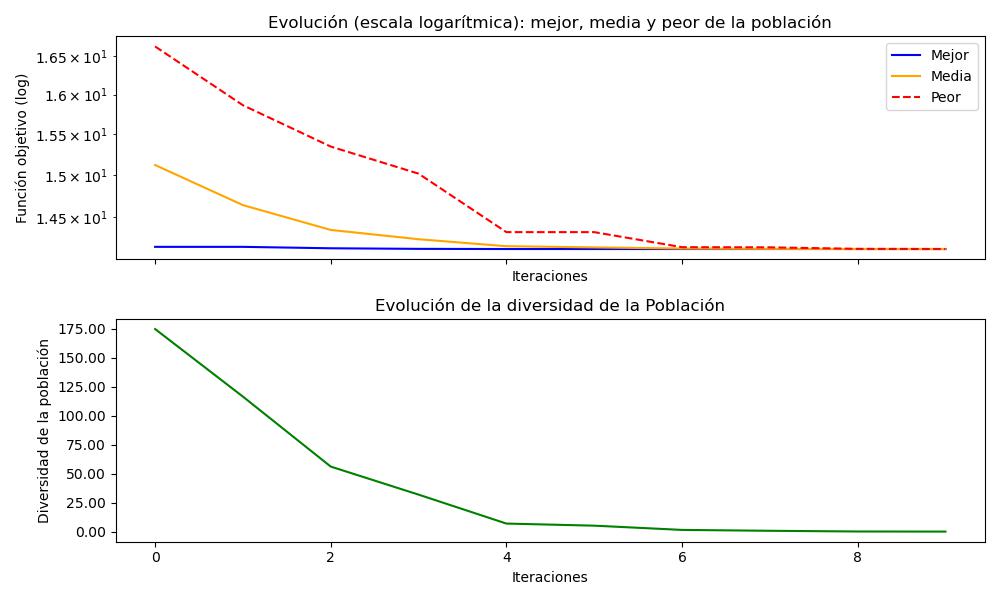 Evolución (escala logarítmica): mejor, media y peor de la población
Función objetivo (log)
1.65 × 10¹
1.6 × 10¹
1.55 × 10¹
1.5 × 10¹
1.45 × 10¹
Mejor
Media
Peor
Iteraciones
Evolución de la diversidad de la Población
Diversidad de la población
175.00
150.00
125.00
100.00
75.00
50.00
25.00
0.00
0 2 4 6 8
Iteraciones